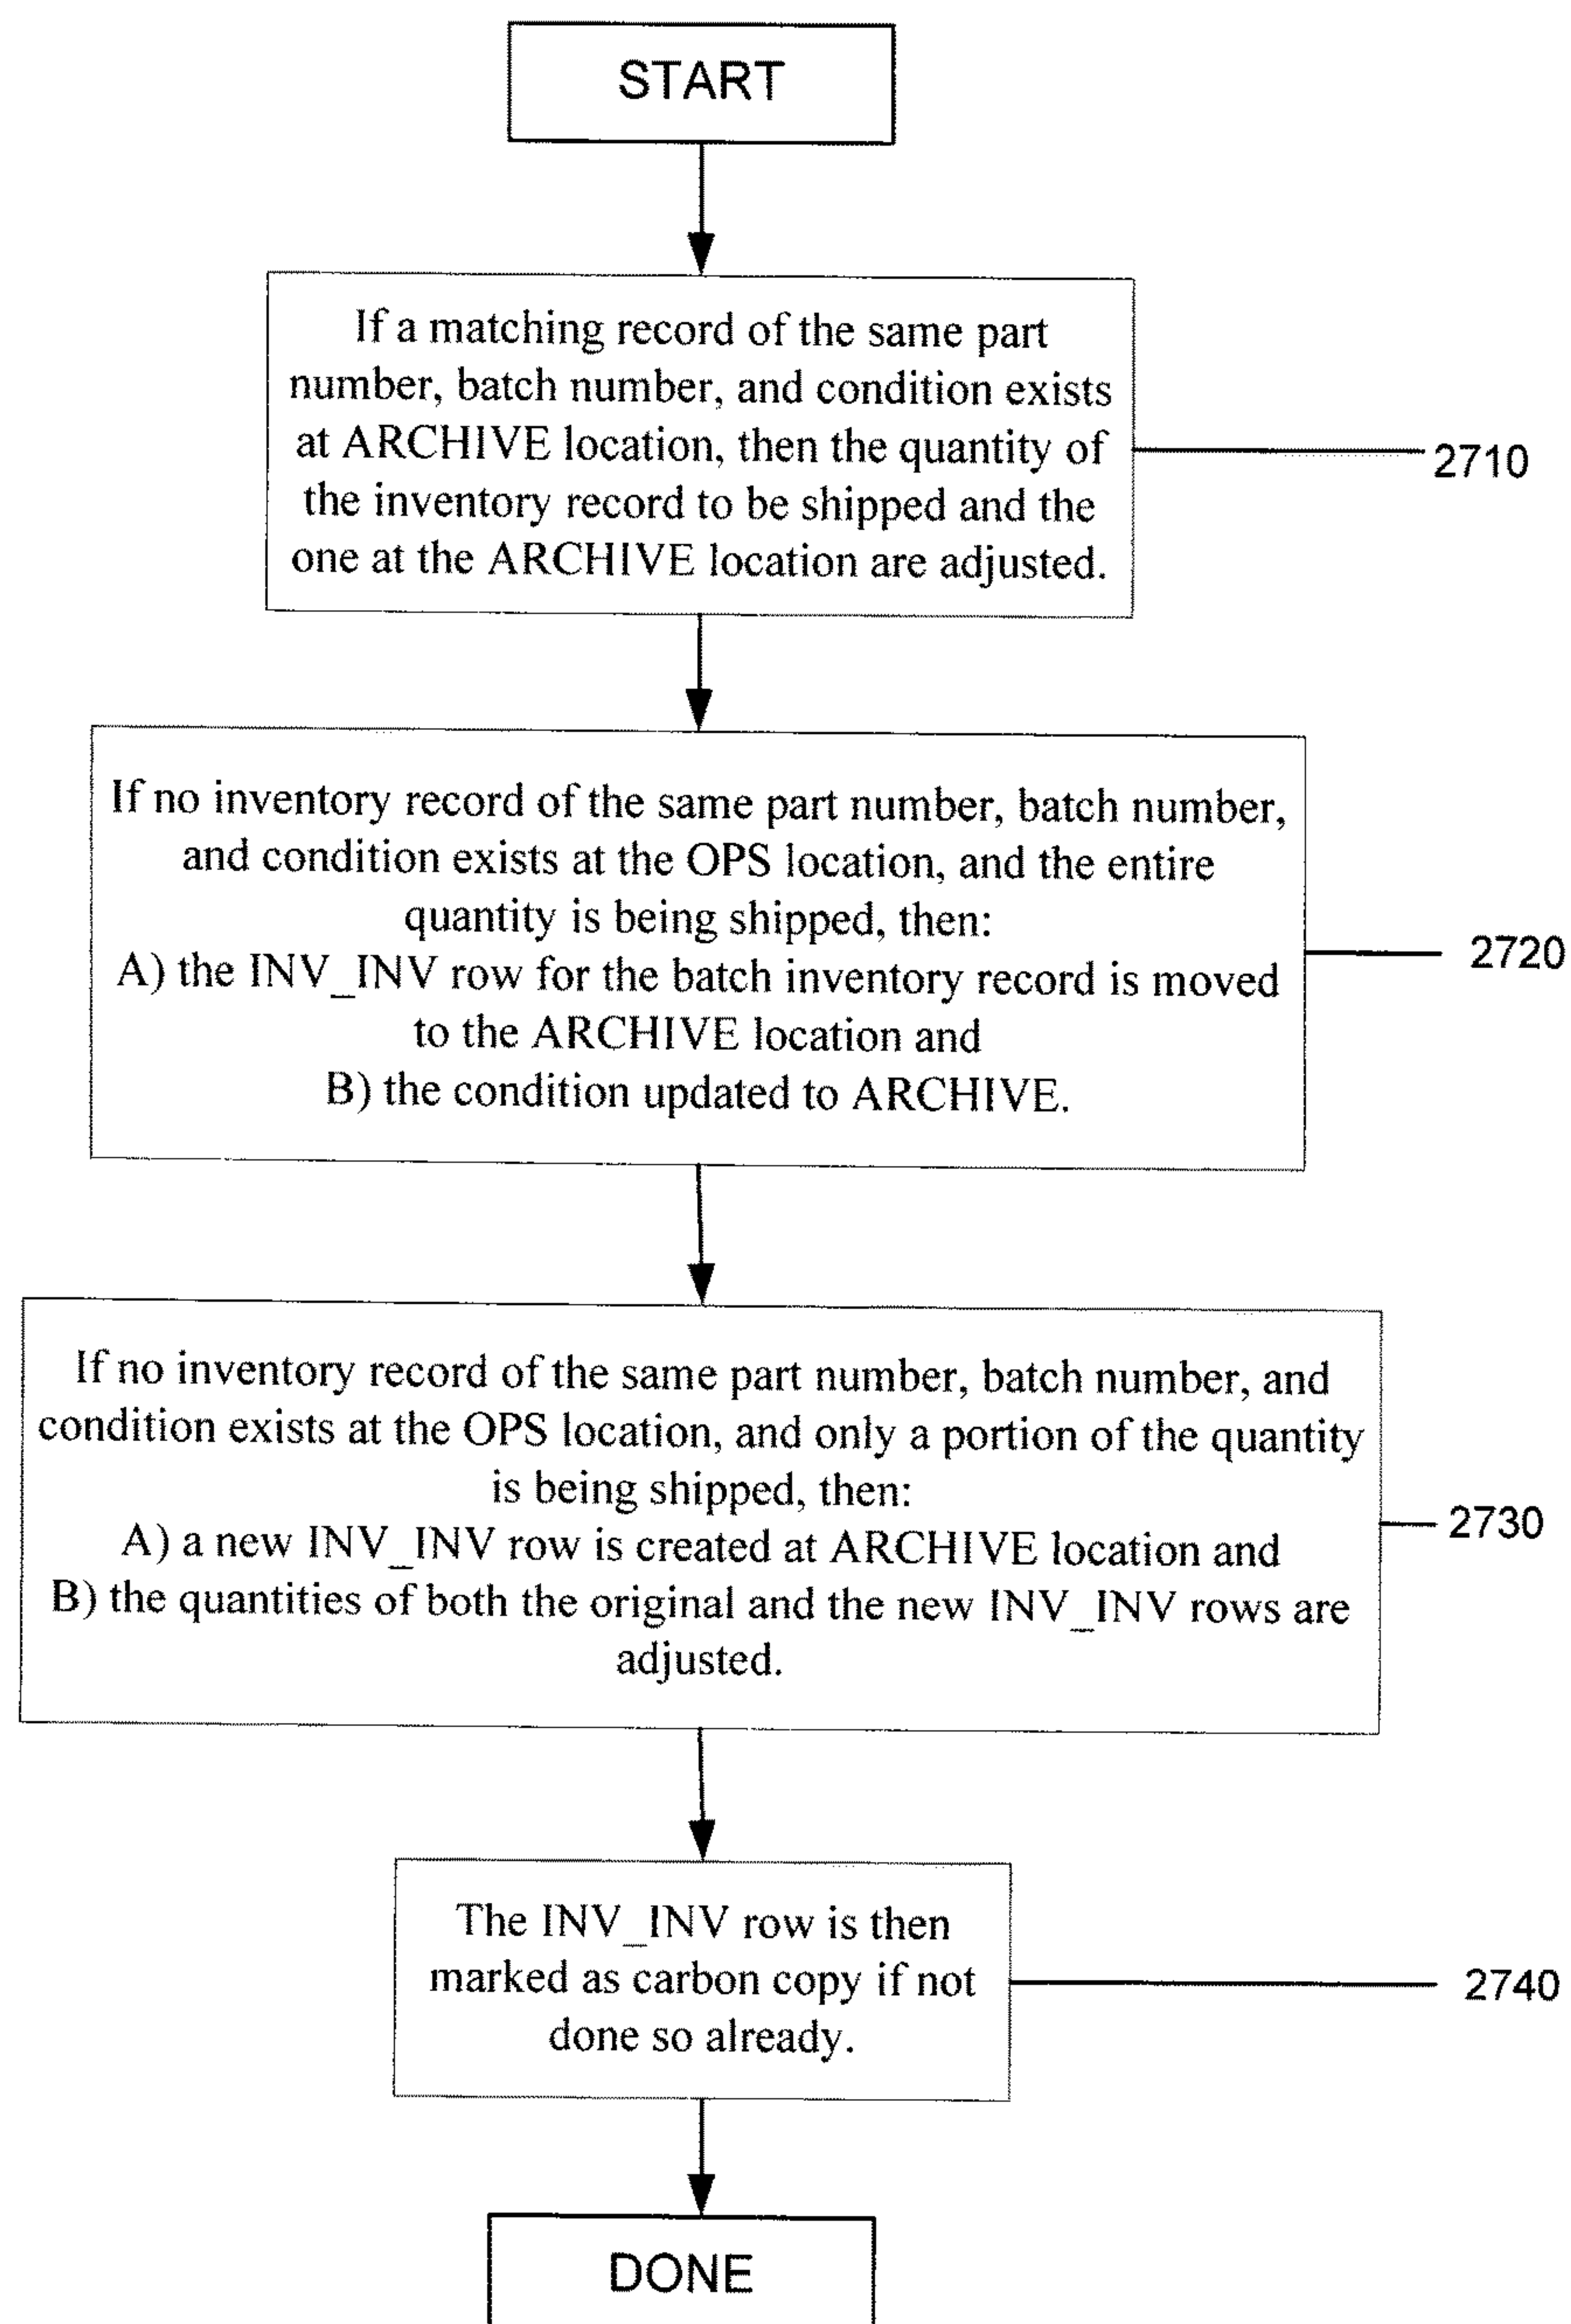 START
If a matching record of the same part
number, batch number, and condition exists
at ARCHIVE location, then the quantity of
the inventory record to be shipped and the
one at the ARCHIVE location are adjusted.
2710
If no inventory record of the same part number, batch number,
and condition exists at the OPS location, and the entire
quantity is being shipped, then:
A) the INV_INV row for the batch inventory record is moved
to the ARCHIVE location and
B) the condition updated to ARCHIVE.
2720
If no inventory record of the same part number, batch number, and
condition exists at the OPS location, and only a portion of the quantity
is being shipped, then:
A) a new INV_INV row is created at ARCHIVE location and
B) the quantities of both the original and the new INV_INV rows are
adjusted.
2730
The INV_INV row is then
marked as carbon copy if not
done so already.
2740
DONE